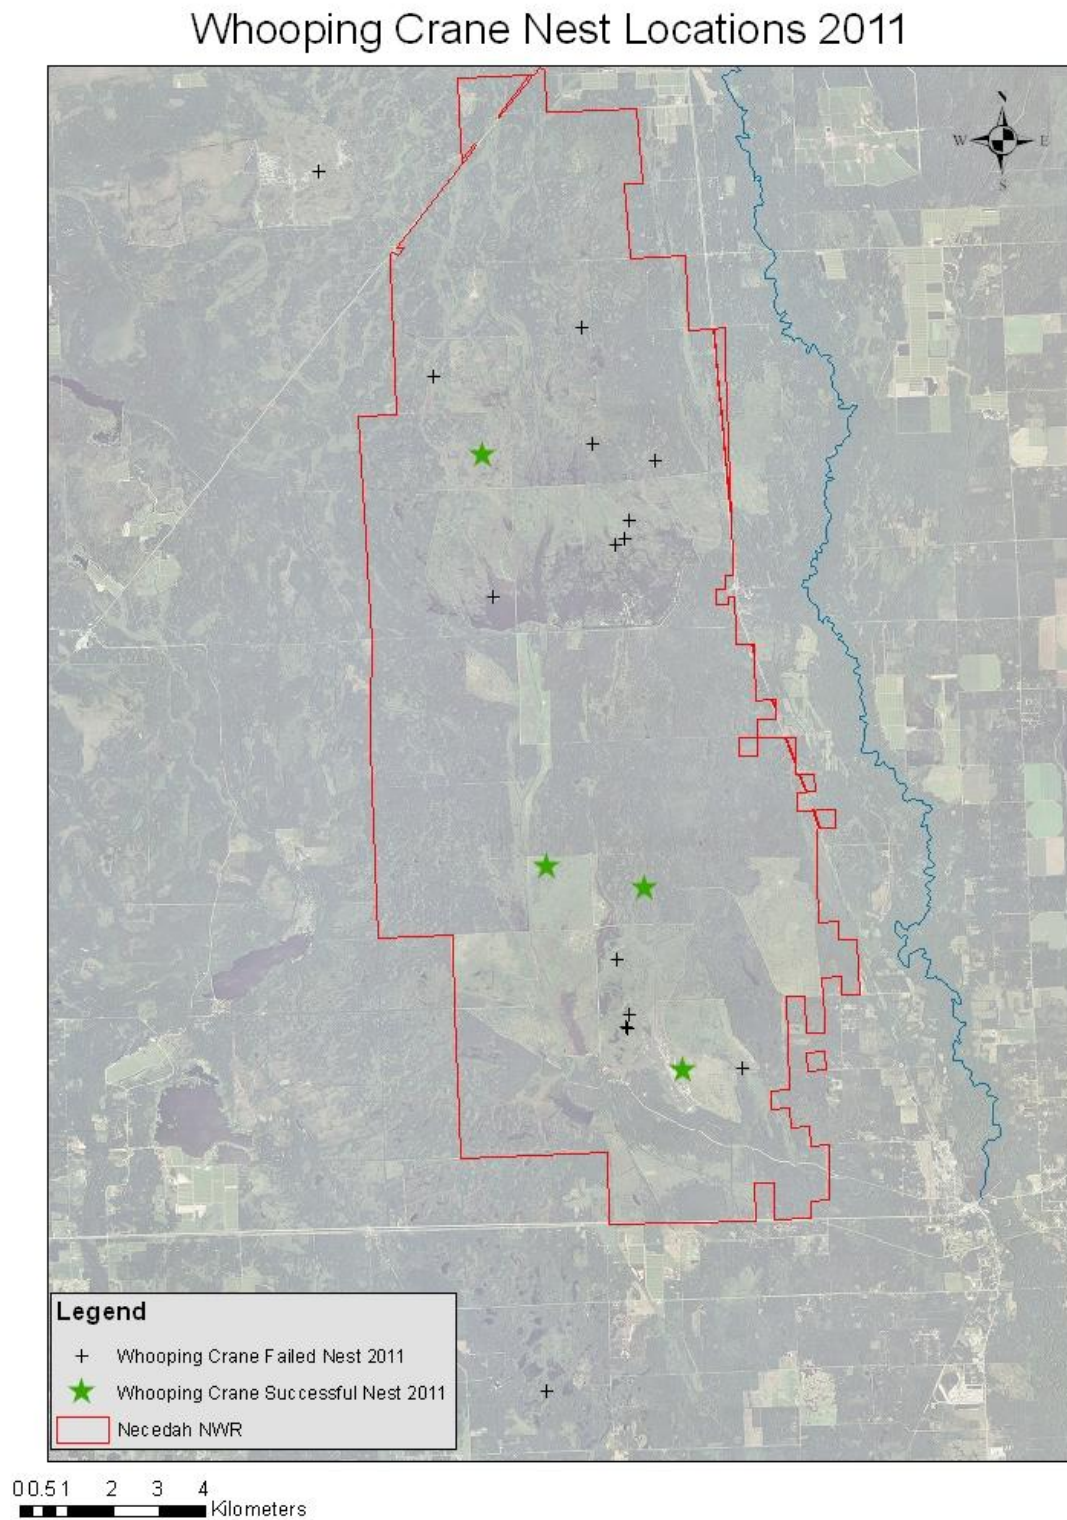 Whooping Crane Nest Locations 2011
N
W E
S
Legend
Whooping Crane Failed Nest 2011
Whooping Crane Successful Nest 2011
Necedah NWR
0 0.5 1 2 3 4
Kilometers